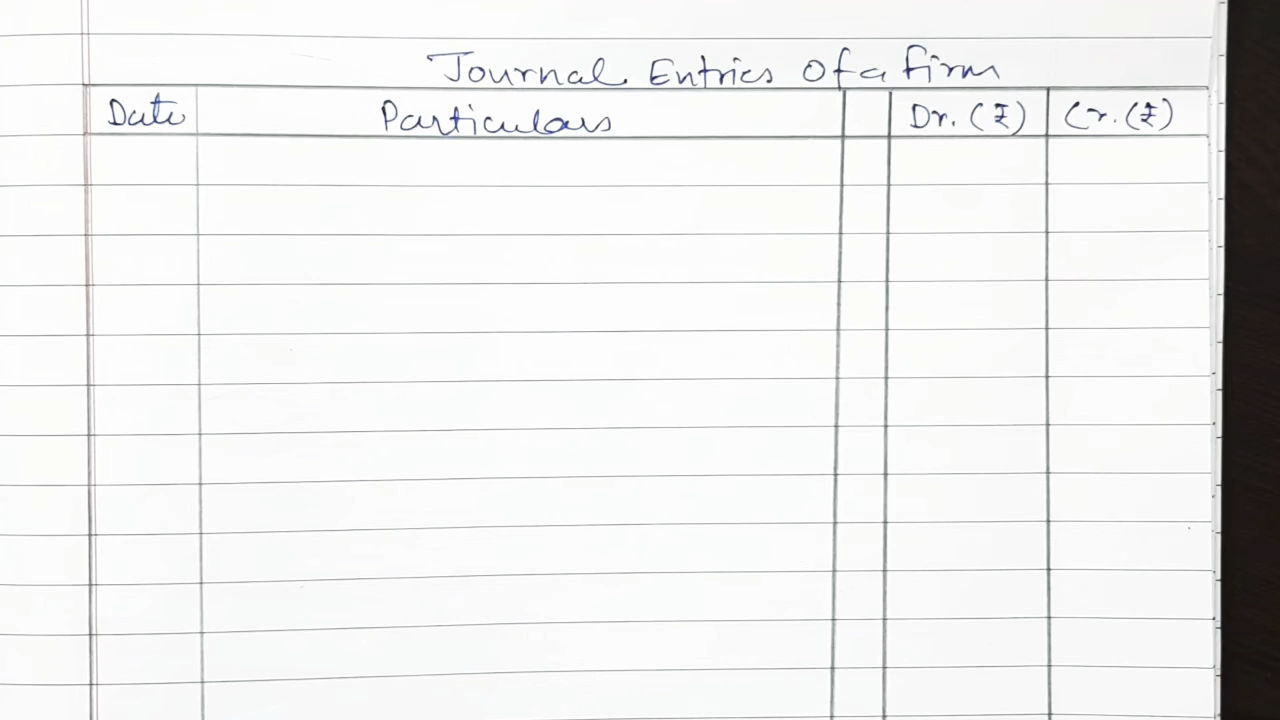 Journal Entries Of a firm
Date Particulars Dr. (₹) Cr. (₹)